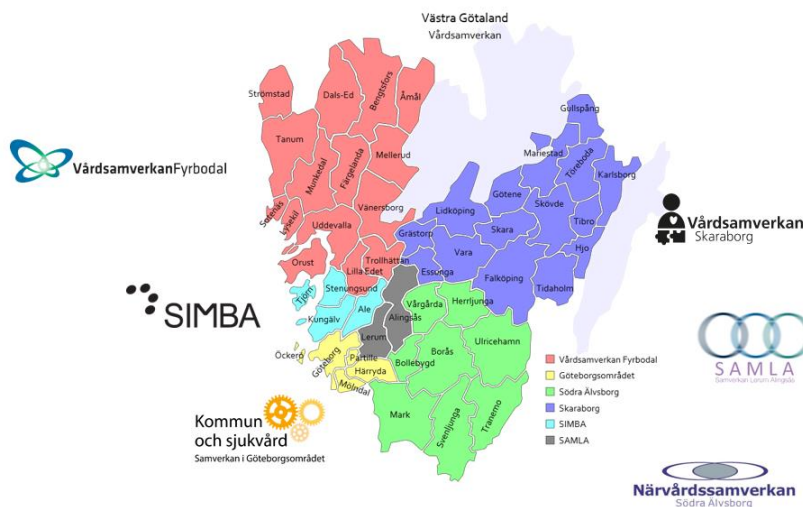 Västra Götaland
Vårdsamverkan
Strömstad
Dals-Ed
Bengtsfors
Åmål
Tanum
Munkedal
Färgelanda
Mellerud
Sotenäs
Lysekil
Vänersborg
Uddevalla
Orust
Lilla Edet
Trollhättan
Gullspång
Mariestad
Töreboda
Karlsborg
Götene
Skövde
Lidköping
Skara
Tibro
Grästorp
Vara
Hjo
Essunga
Falköping
Tidaholm
Tjörn
Stenungsund
Kungälv
Ale
Alingsås
Lerum
Vårgårda
Herrljunga
Ulricehamn
Borås
Bollebygd
Mark
Svenljunga
Tranemo
Öckerö
Göteborg
Partille
Härryda
Mölndal
VårdsamverkanFyrbodal
SIMBA
Kommun
och sjukvård
Samverkan i Göteborgsområdet
Vårdsamverkan
Skaraborg
SAMLA
Samverkan Lerum Alingsås
Vårdsamverkan Fyrbodal
Göteborgsområdet
Södra Älvsborg
Skaraborg
SIMBA
SAMLA
Närvårdssamverkan
Södra Älvsborg